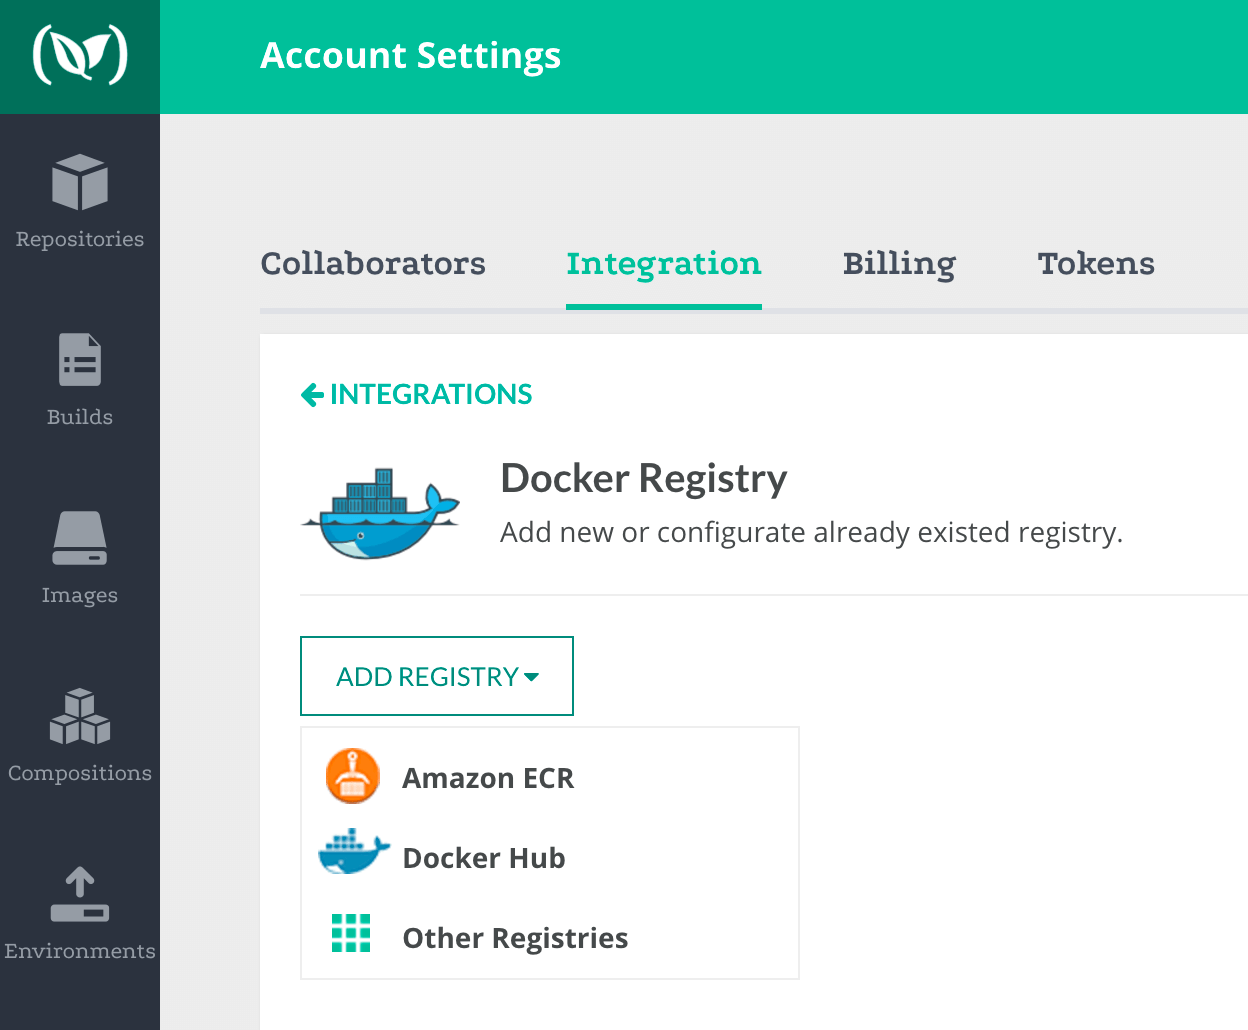 Account Settings
Repositories
Builds
Images
Compositions
Environments
Collaborators Integration Billing Tokens
INTEGRATIONS
Docker Registry
Add new or configurate already existed registry.
ADD REGISTRY
Amazon ECR
Docker Hub
Other Registries